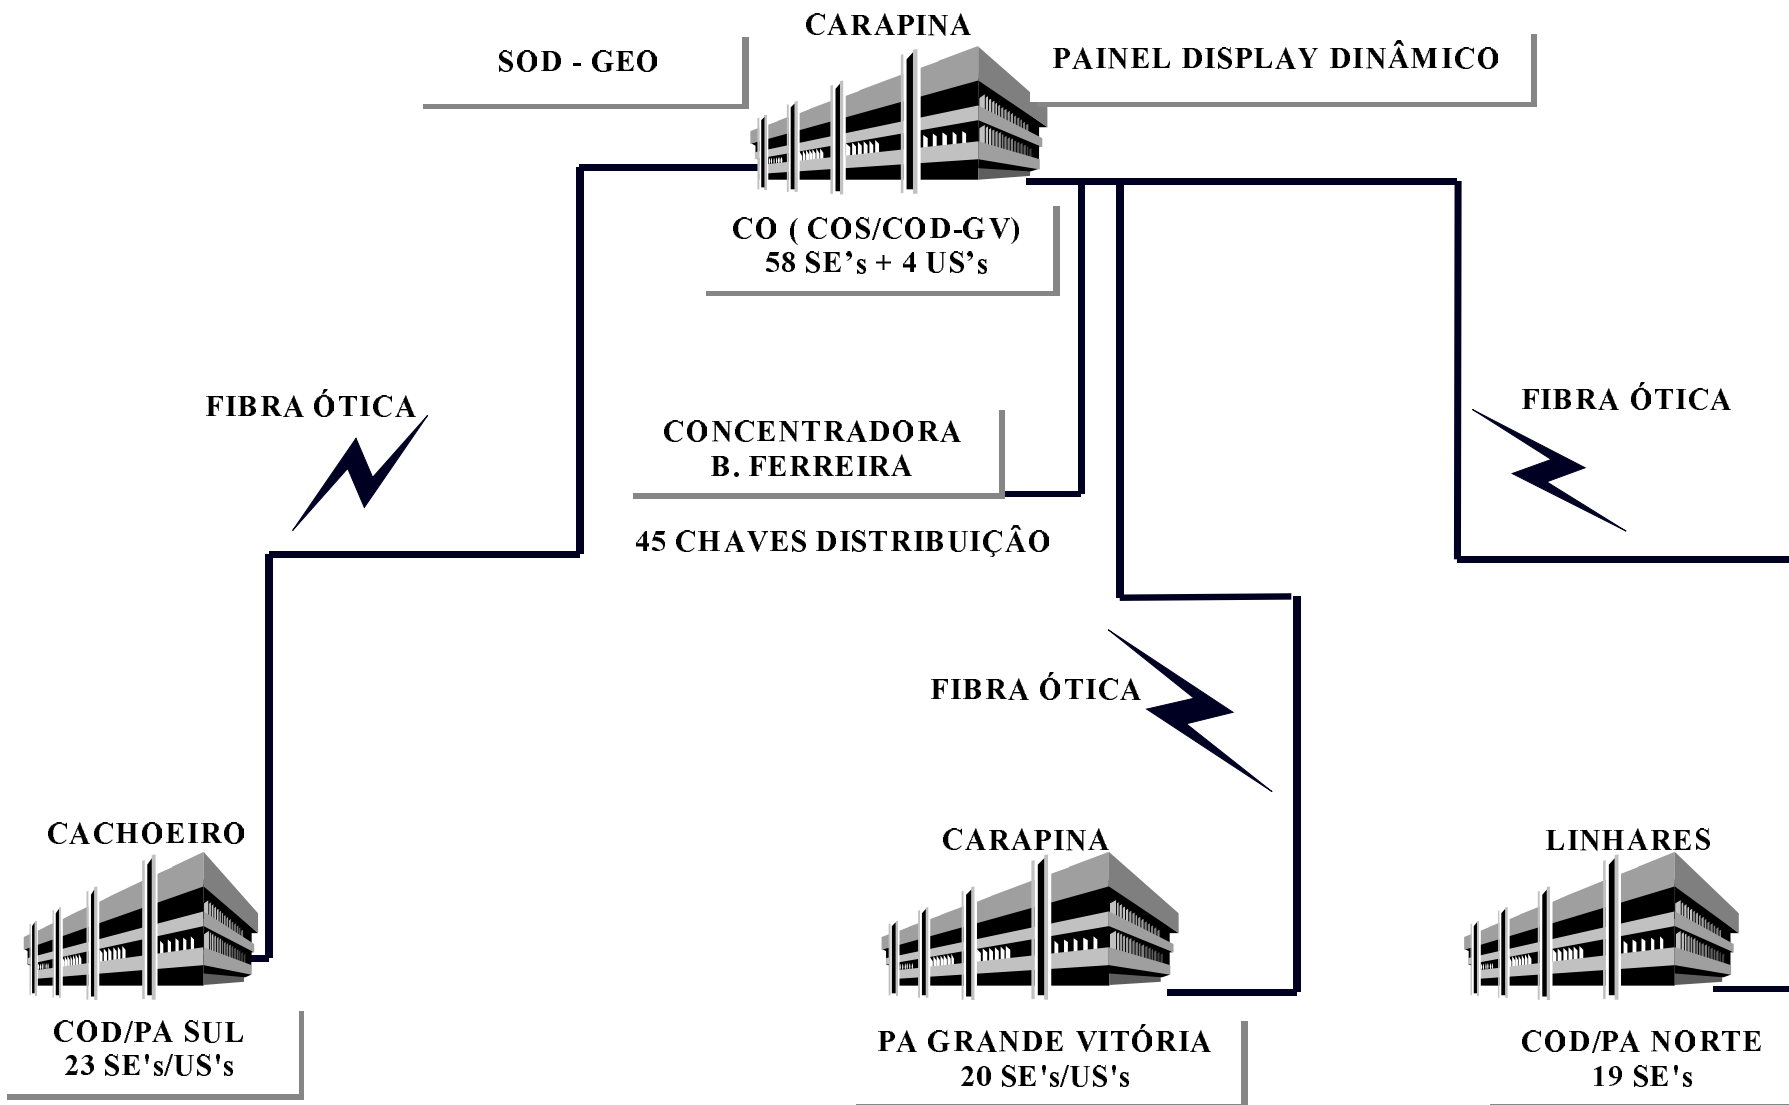 CARAPINA
SOD - GEO
PAINEL DISPLAY DINÂMICO
CO ( COS/COD-GV)
58 SE’s + 4 US’s
FIBRA ÓTICA
FIBRA ÓTICA
CONCENTRADORA
B. FERREIRA
45 CHAVES DISTRIBUIÇÂO
FIBRA ÓTICA
CACHOEIRO
CARAPINA
LINHARES
COD/PA SUL
23 SE's/US's
PA GRANDE VITÓRIA
20 SE's/US's
COD/PA NORTE
19 SE's